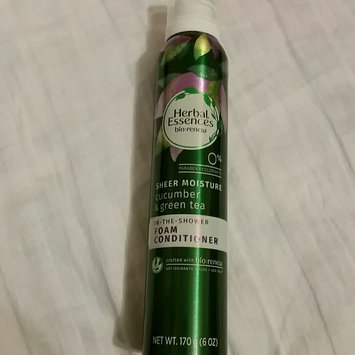 Herbal
Essences
bio:renew
0%
SHEER MOISTURE
cucumber
& green tea
IN-THE-SHOWER
FOAM
CONDITIONER
crafted with bio:renew
NET WT. 170 g (6 OZ)